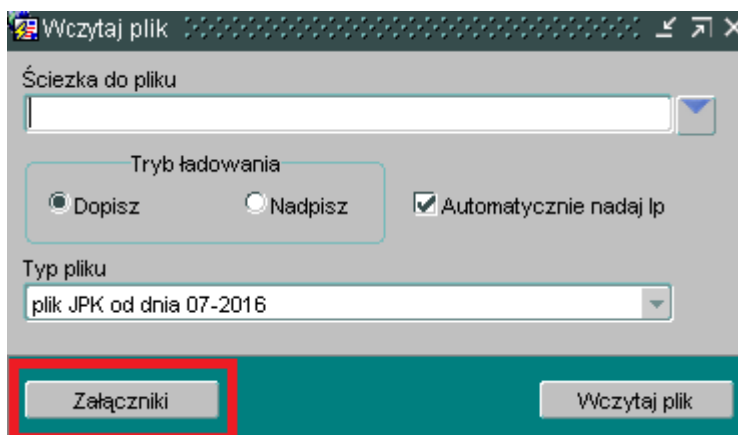 Wczytaj plik
Ściezka do pliku
Tryb ładowania
Dopisz Nadpisz Automatycznie nadaj lp
Typ pliku
plik JPK od dnia 07-2016
Załączniki Wczytaj plik